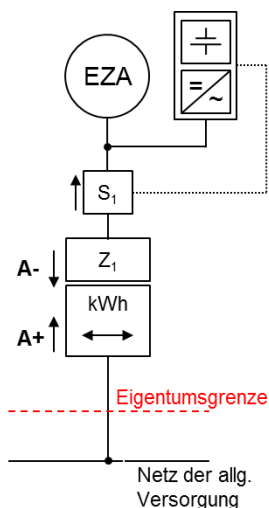 EZA
=
~
S₁
A-
Z₁
kWh
A+
Eigentumsgrenze
Netz der allg.
Versorgung